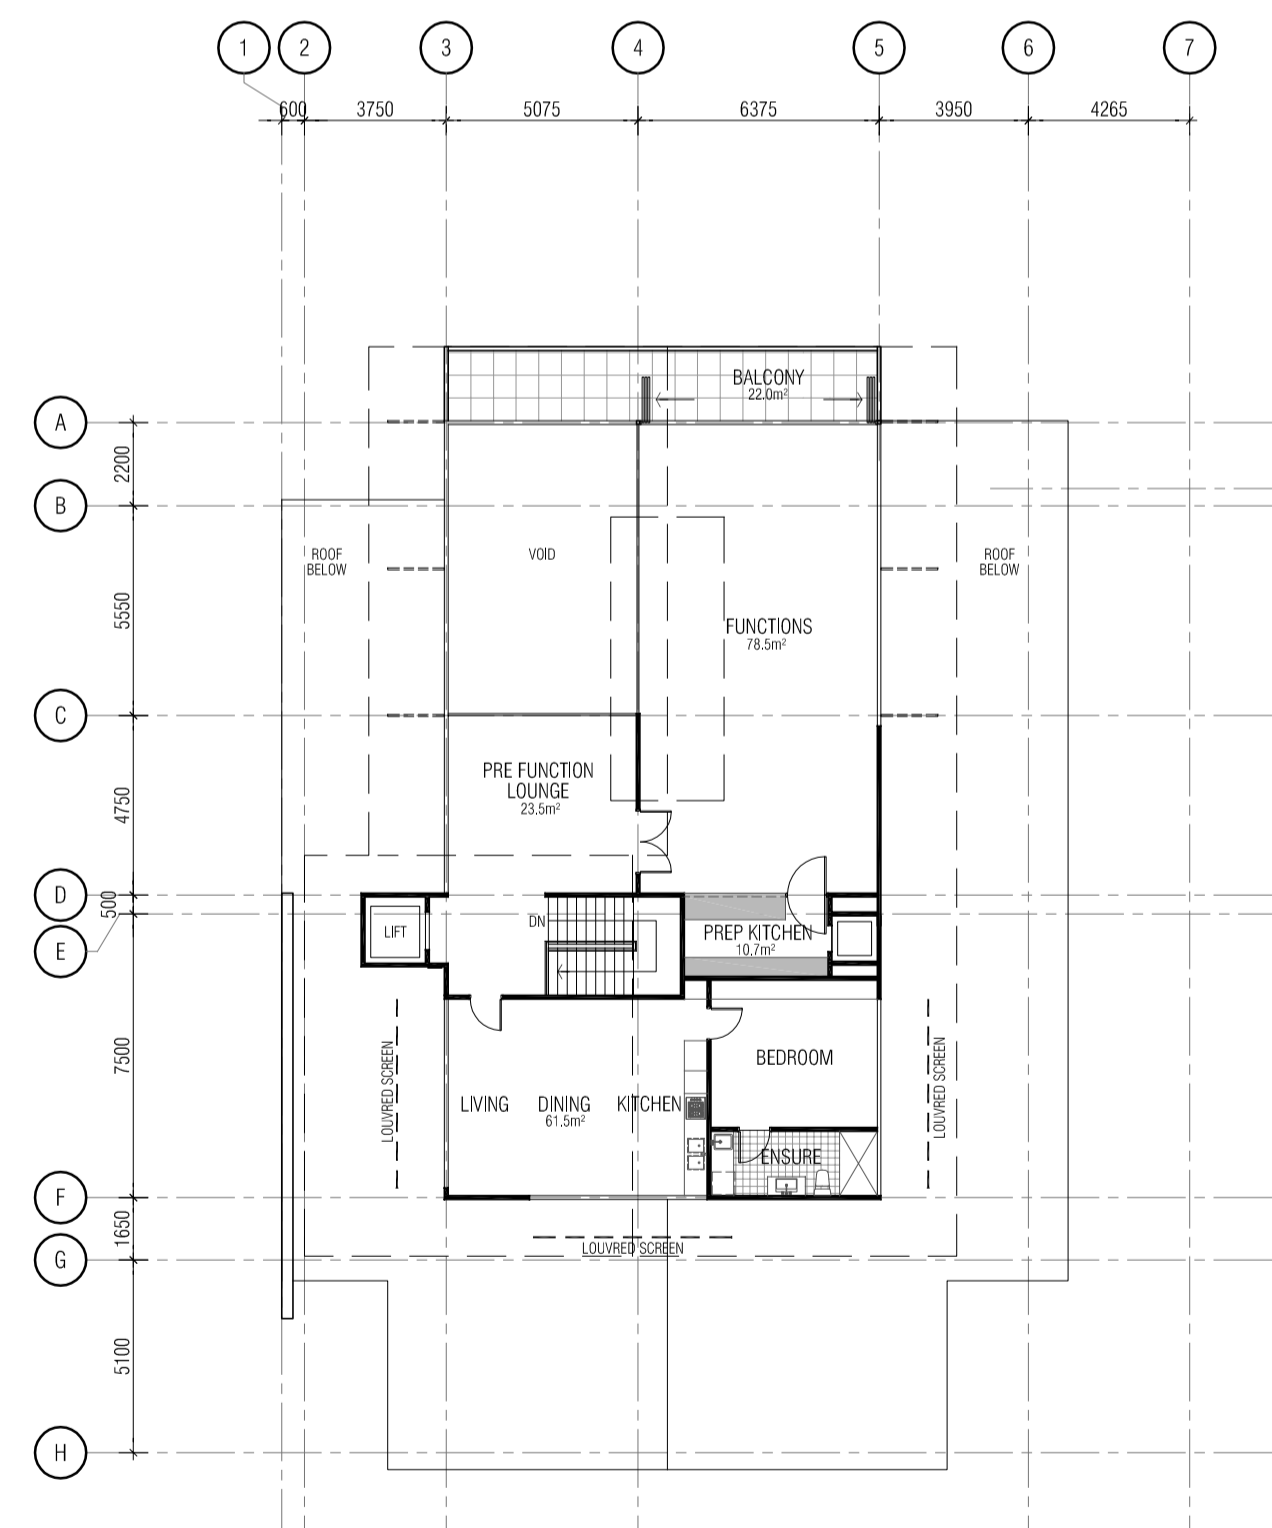 1
2
3
4
5
6
7
600
3750
5075
6375
3950
4265
BALCONY
22.0m²
A
2200
B
ROOF
BELOW
VOID
ROOF
BELOW
5550
FUNCTIONS
78.5m²
C
PRE FUNCTION
LOUNGE
23.5m²
4750
D
500
E
LIFT
DN
PREP KITCHEN
10.7m²
7500
LOUVRED SCREEN
LIVING
DINING
61.5m²
KITCHEN
BEDROOM
ENSURE
LOUVRED SCREEN
F
1650
LOUVRED SCREEN
G
5100
H